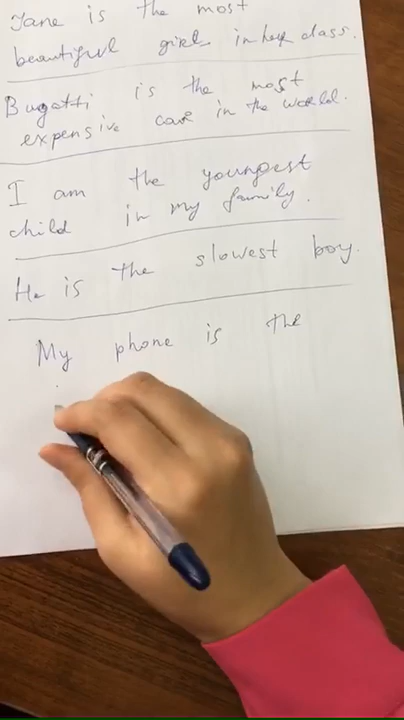 Jane is the most
beautiful girl in her class.
Bugatti is the most
expensive car in the world.
I am the youngest
child in my family.
He is the slowest boy.
My phone is the